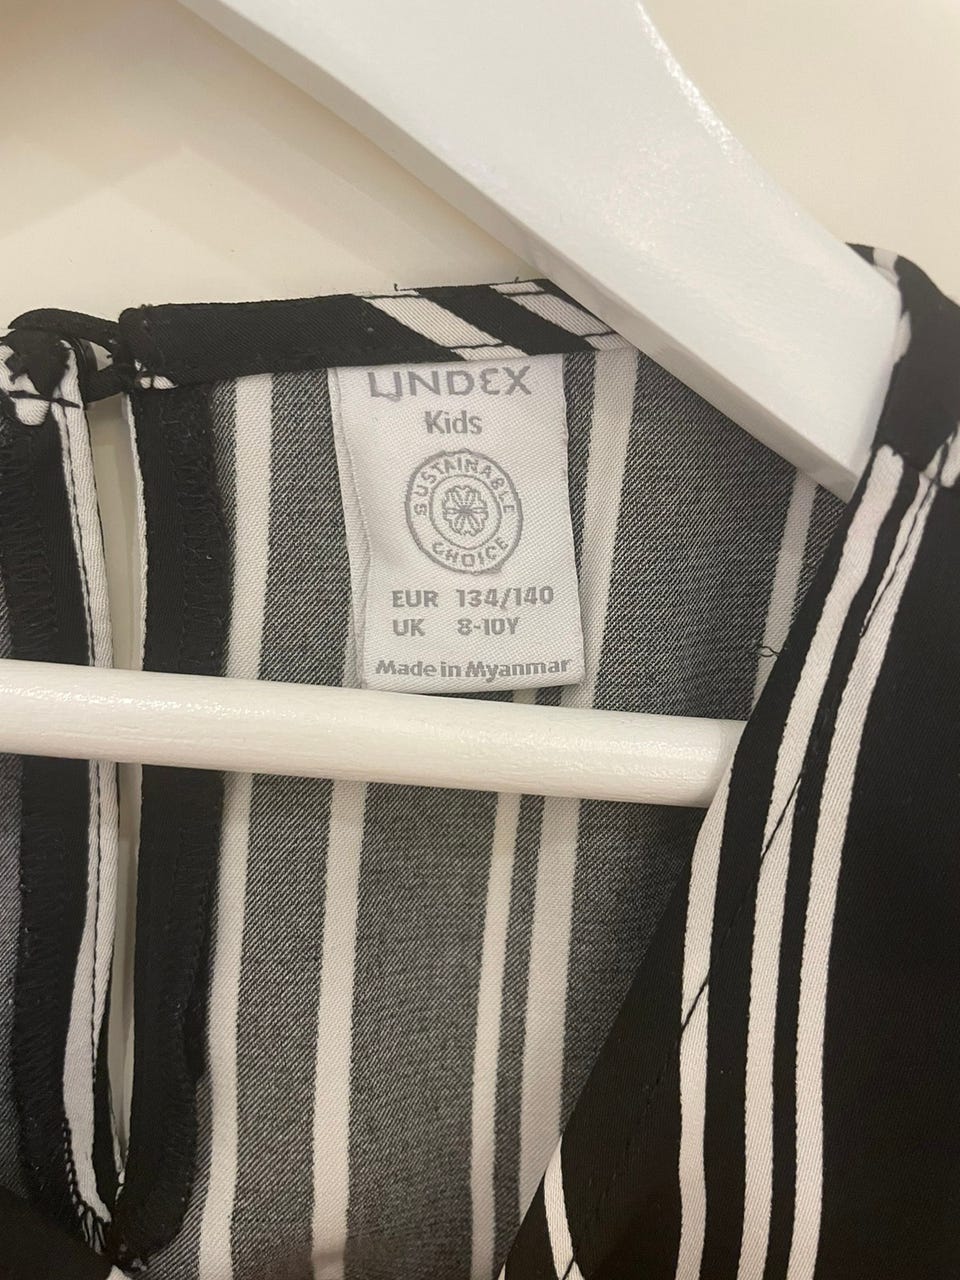 LINDEX
Kids
SUSTAINABLE
CHOICE
EUR 134/140
UK 8-10Y
Made in Myanmar